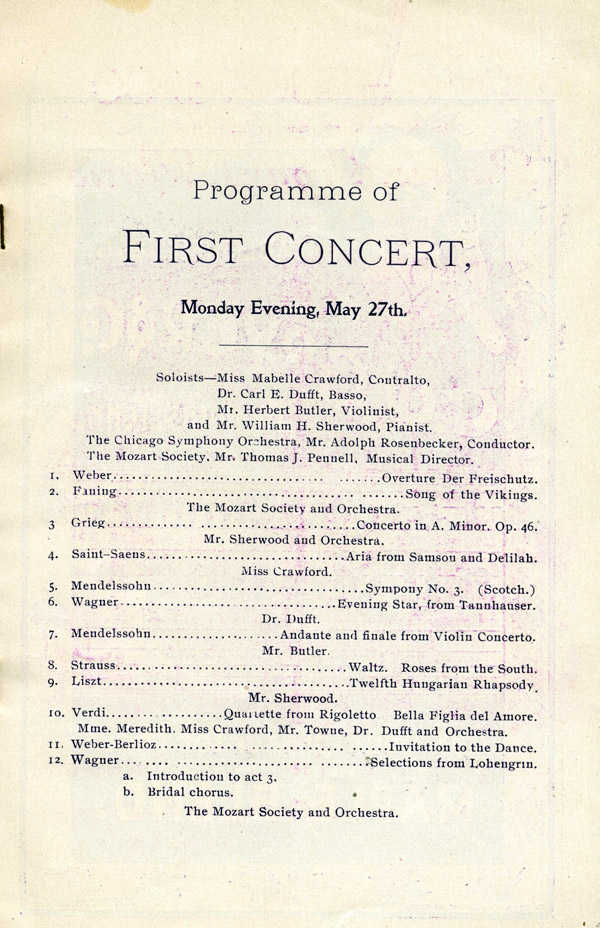 Programme of
FIRST CONCERT,
Monday Evening, May 27th.
Soloists—Miss Mabelle Crawford, Contralto,
Dr. Carl E. Dufft, Basso,
Mr. Herbert Butler, Violinist,
and Mr. William H. Sherwood, Pianist.
The Chicago Symphony Orchestra, Mr. Adolph Rosenbecker, Conductor.
The Mozart Society, Mr. Thomas J. Pennell, Musical Director.
1. Weber.......................................Overture Der Freischutz.
2. Faning.......................................Song of the Vikings.
The Mozart Society and Orchestra.
3 Grieg.......................................Concerto in A. Minor. Op. 46.
Mr. Sherwood and Orchestra.
4. Saint-Saens.............................Aria from Samson and Delilah.
Miss Crawford.
5. Mendelssohn..............................Sympony No. 3. (Scotch.)
6. Wagner..............................Evening Star, from Tannhauser.
Dr. Dufft.
7. Mendelssohn..................Andante and finale from Violin Concerto.
Mr. Butler.
8. Strauss.................................Waltz. Roses from the South.
9. Liszt...................................Twelfth Hungarian Rhapsody.
Mr. Sherwood.
10. Verdi.................Quartette from Rigoletto Bella Figlia del Amore.
Mme. Meredith, Miss Crawford, Mr. Towne, Dr. Dufft and Orchestra.
11. Weber-Berlioz...............................Invitation to the Dance.
12. Wagner....................................Selections from Lohengrin.
a. Introduction to act 3.
b. Bridal chorus.
The Mozart Society and Orchestra.